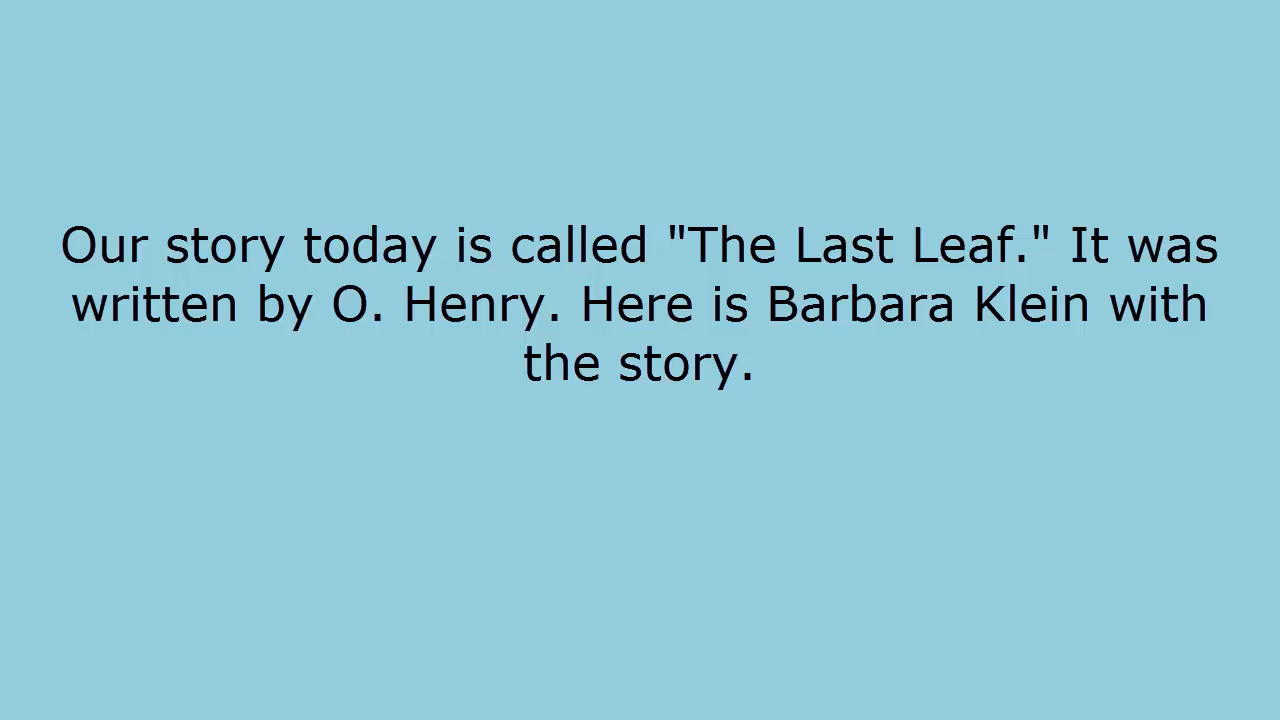 Our story today is called "The Last Leaf." It was
written by O. Henry. Here is Barbara Klein with
the story.